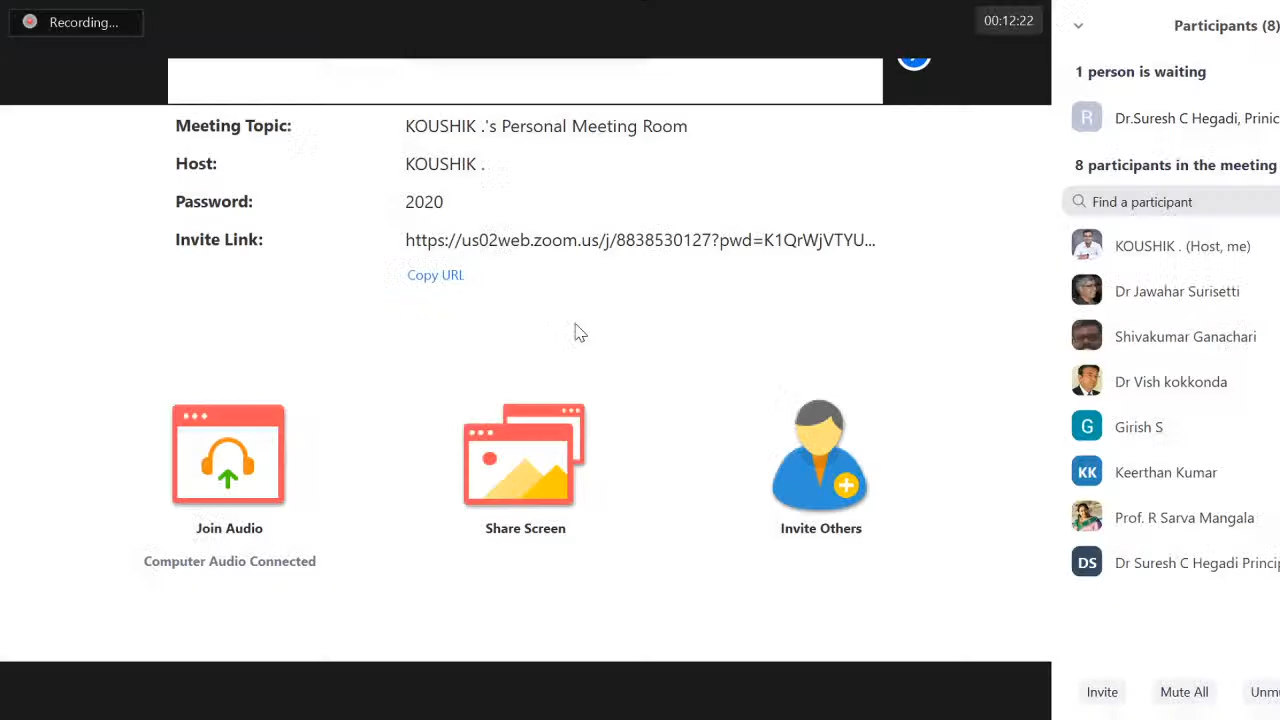 Recording...
00:12:22
Meeting Topic: KOUSHIK .'s Personal Meeting Room
Host: KOUSHIK .
Password: 2020
Invite Link: https://us02web.zoom.us/j/8838530127?pwd=K1QrWjVTYU...
Copy URL
Join Audio
Computer Audio Connected
Share Screen
Invite Others
Participants (8)
1 person is waiting
R
Dr.Suresh C Hegadi, Prinic
8 participants in the meeting
Find a participant
KOUSHIK . (Host, me)
Dr Jawahar Surisetti
Shivakumar Ganachari
Dr Vish kokkonda
G Girish S
KK Keerthan Kumar
Prof. R Sarva Mangala
DS Dr Suresh C Hegadi Princip
Invite Mute All Unmu